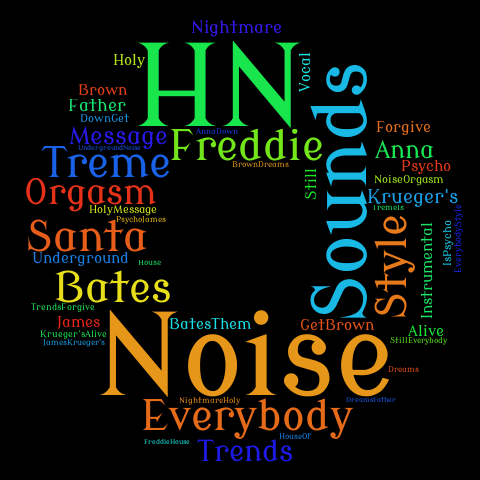 Nightmare
HN
Holy
Vocal
Sounds
Brown
Father
DownGet
Message
AnnaDown
Freddie
Forgive
UndergroundNoise
Treme
BrownDreams
Anna
Psycho
Still
NoiseOrgasm
Orgasm
Krueger's
HolyMessage
TremeIs
PsychoJames
Style
Instrumental
IsPsycho
EverybodyStyle
Santa
Underground
House
Bates
TrendsForgive
Noise
James
BatesThem
GetBrown
Alive
Krueger'sAlive
StillEverybody
JamesKrueger's
Dreams
NightmareHoly
DreamsFather
Everybody
HouseOf
FreddieHouse
Trends